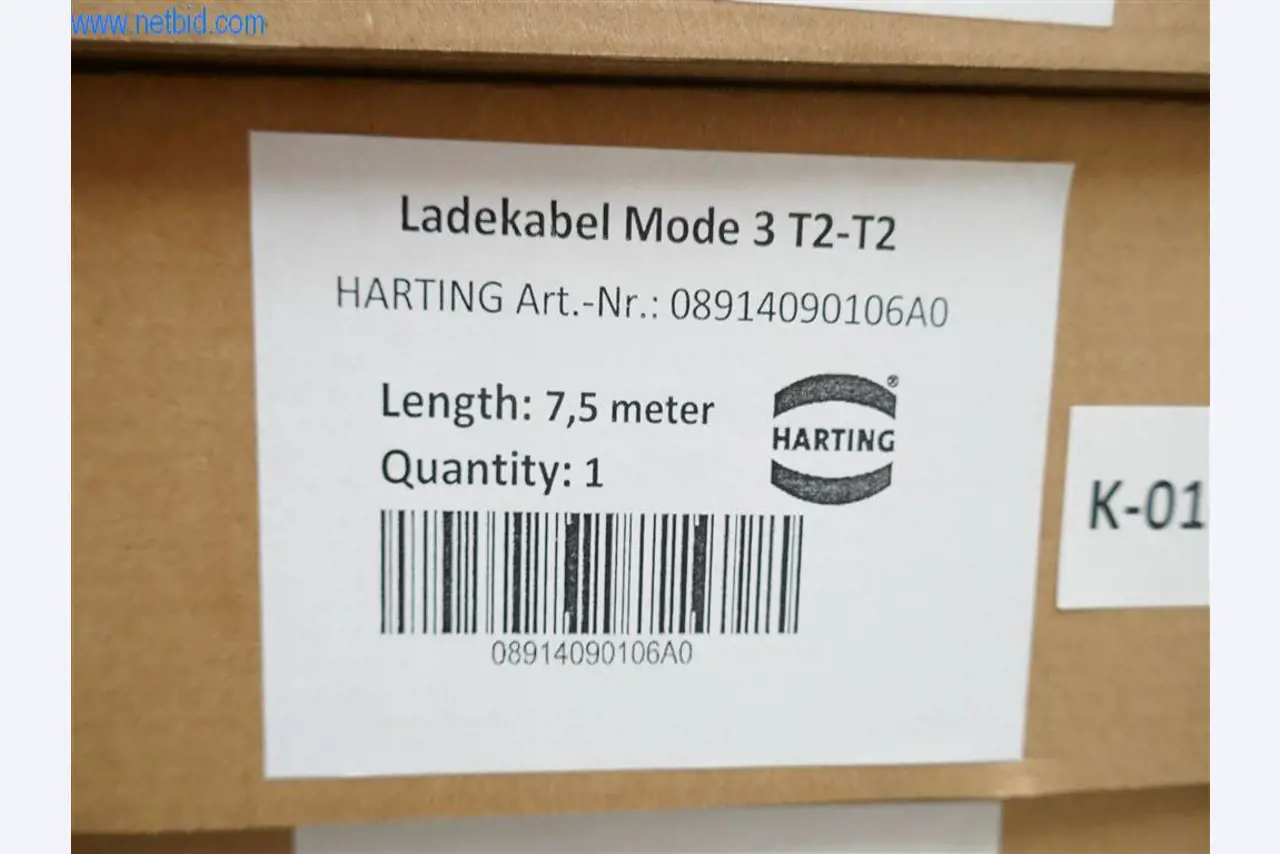 www.netbid.com
Ladekabel Mode 3 T2-T2
HARTING Art.-Nr.: 08914090106A0
Length: 7,5 meter
Quantity: 1
®
HARTING
K-01
08914090106A0